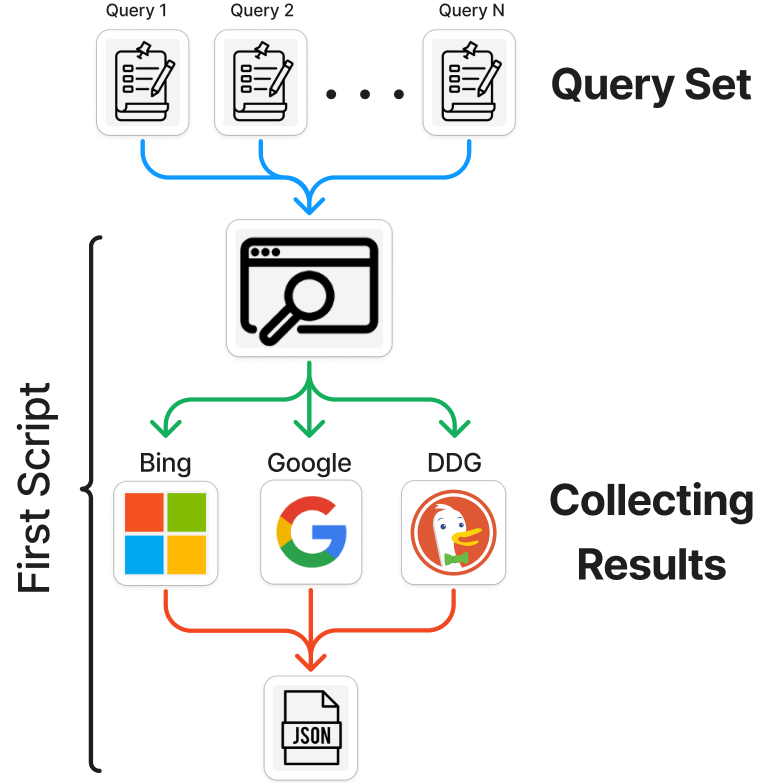 Query 1
Query 2
Query N
. . .
Query Set
First Script
Bing
Google
DDG
Collecting
Results
JSON